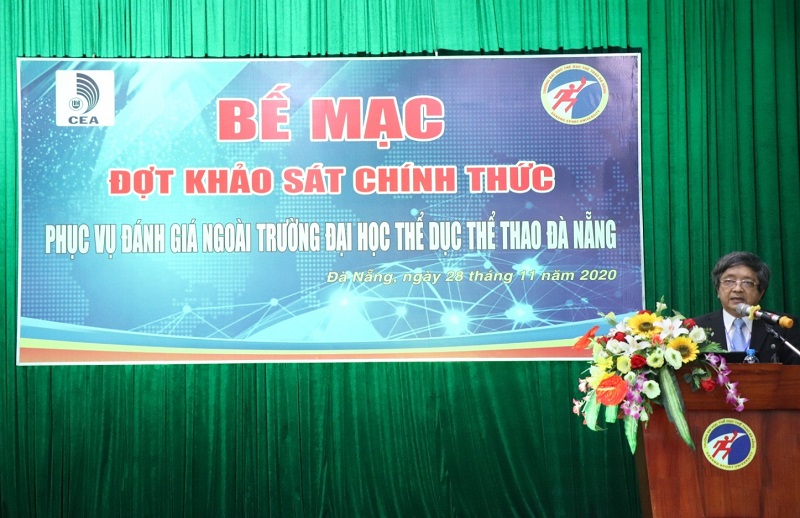 CEA
BẾ MẠC
ĐỢT KHẢO SÁT CHÍNH THỨC
PHỤC VỤ ĐÁNH GIÁ NGOÀI TRƯỜNG ĐẠI HỌC THỂ DỤC THỂ THAO ĐÀ NẴNG
Đà Nẵng, ngày 28 tháng 11 năm 2020